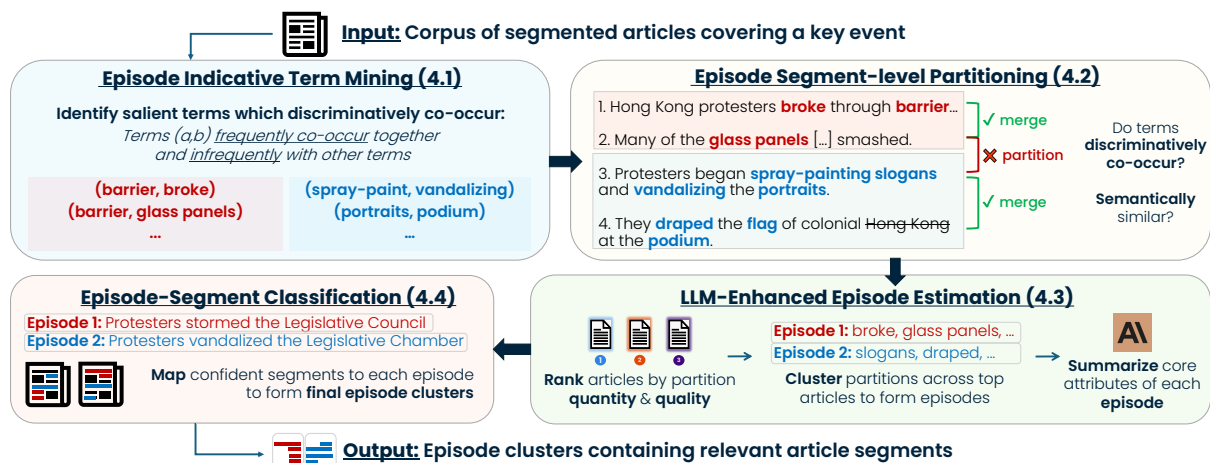 Input: Corpus of segmented articles covering a key event
Episode Indicative Term Mining (4.1)
Identify salient terms which discriminatively co-occur:
Terms (a,b) frequently co-occur together
and infrequently with other terms
(barrier, broke)
(barrier, glass panels)
...
(spray-paint, vandalizing)
(portraits, podium)
...
Episode Segment-level Partitioning (4.2)
1. Hong Kong protesters broke through barrier...
2. Many of the glass panels [...] smashed.
3. Protesters began spray-painting slogans
and vandalizing the portraits.
4. They draped the flag of colonial Hong Kong
at the podium.
✓ merge
✖ partition
✓ merge
Do terms
discriminatively
co-occur?
Semantically
similar?
LLM-Enhanced Episode Estimation (4.3)
1
2
3
Rank articles by partition
quantity & quality
Episode 1: broke, glass panels, ...
Episode 2: slogans, draped, ...
Cluster partitions across top
articles to form episodes
A\
Summarize core
attributes of each
episode
Episode-Segment Classification (4.4)
Episode 1: Protesters stormed the Legislative Council
Episode 2: Protesters vandalized the Legislative Chamber
Map confident segments to each episode
to form final episode clusters
Output: Episode clusters containing relevant article segments